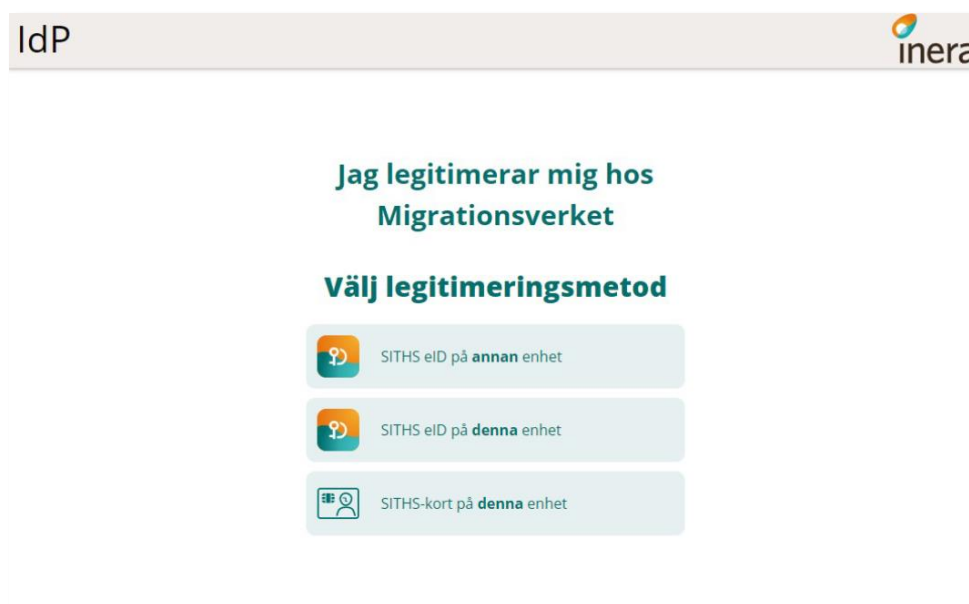 IdP
inera
Jag legitimerar mig hos
Migrationsverket
Välj legitimeringsmetod
SITHS eID på annan enhet
SITHS eID på denna enhet
SITHS-kort på denna enhet